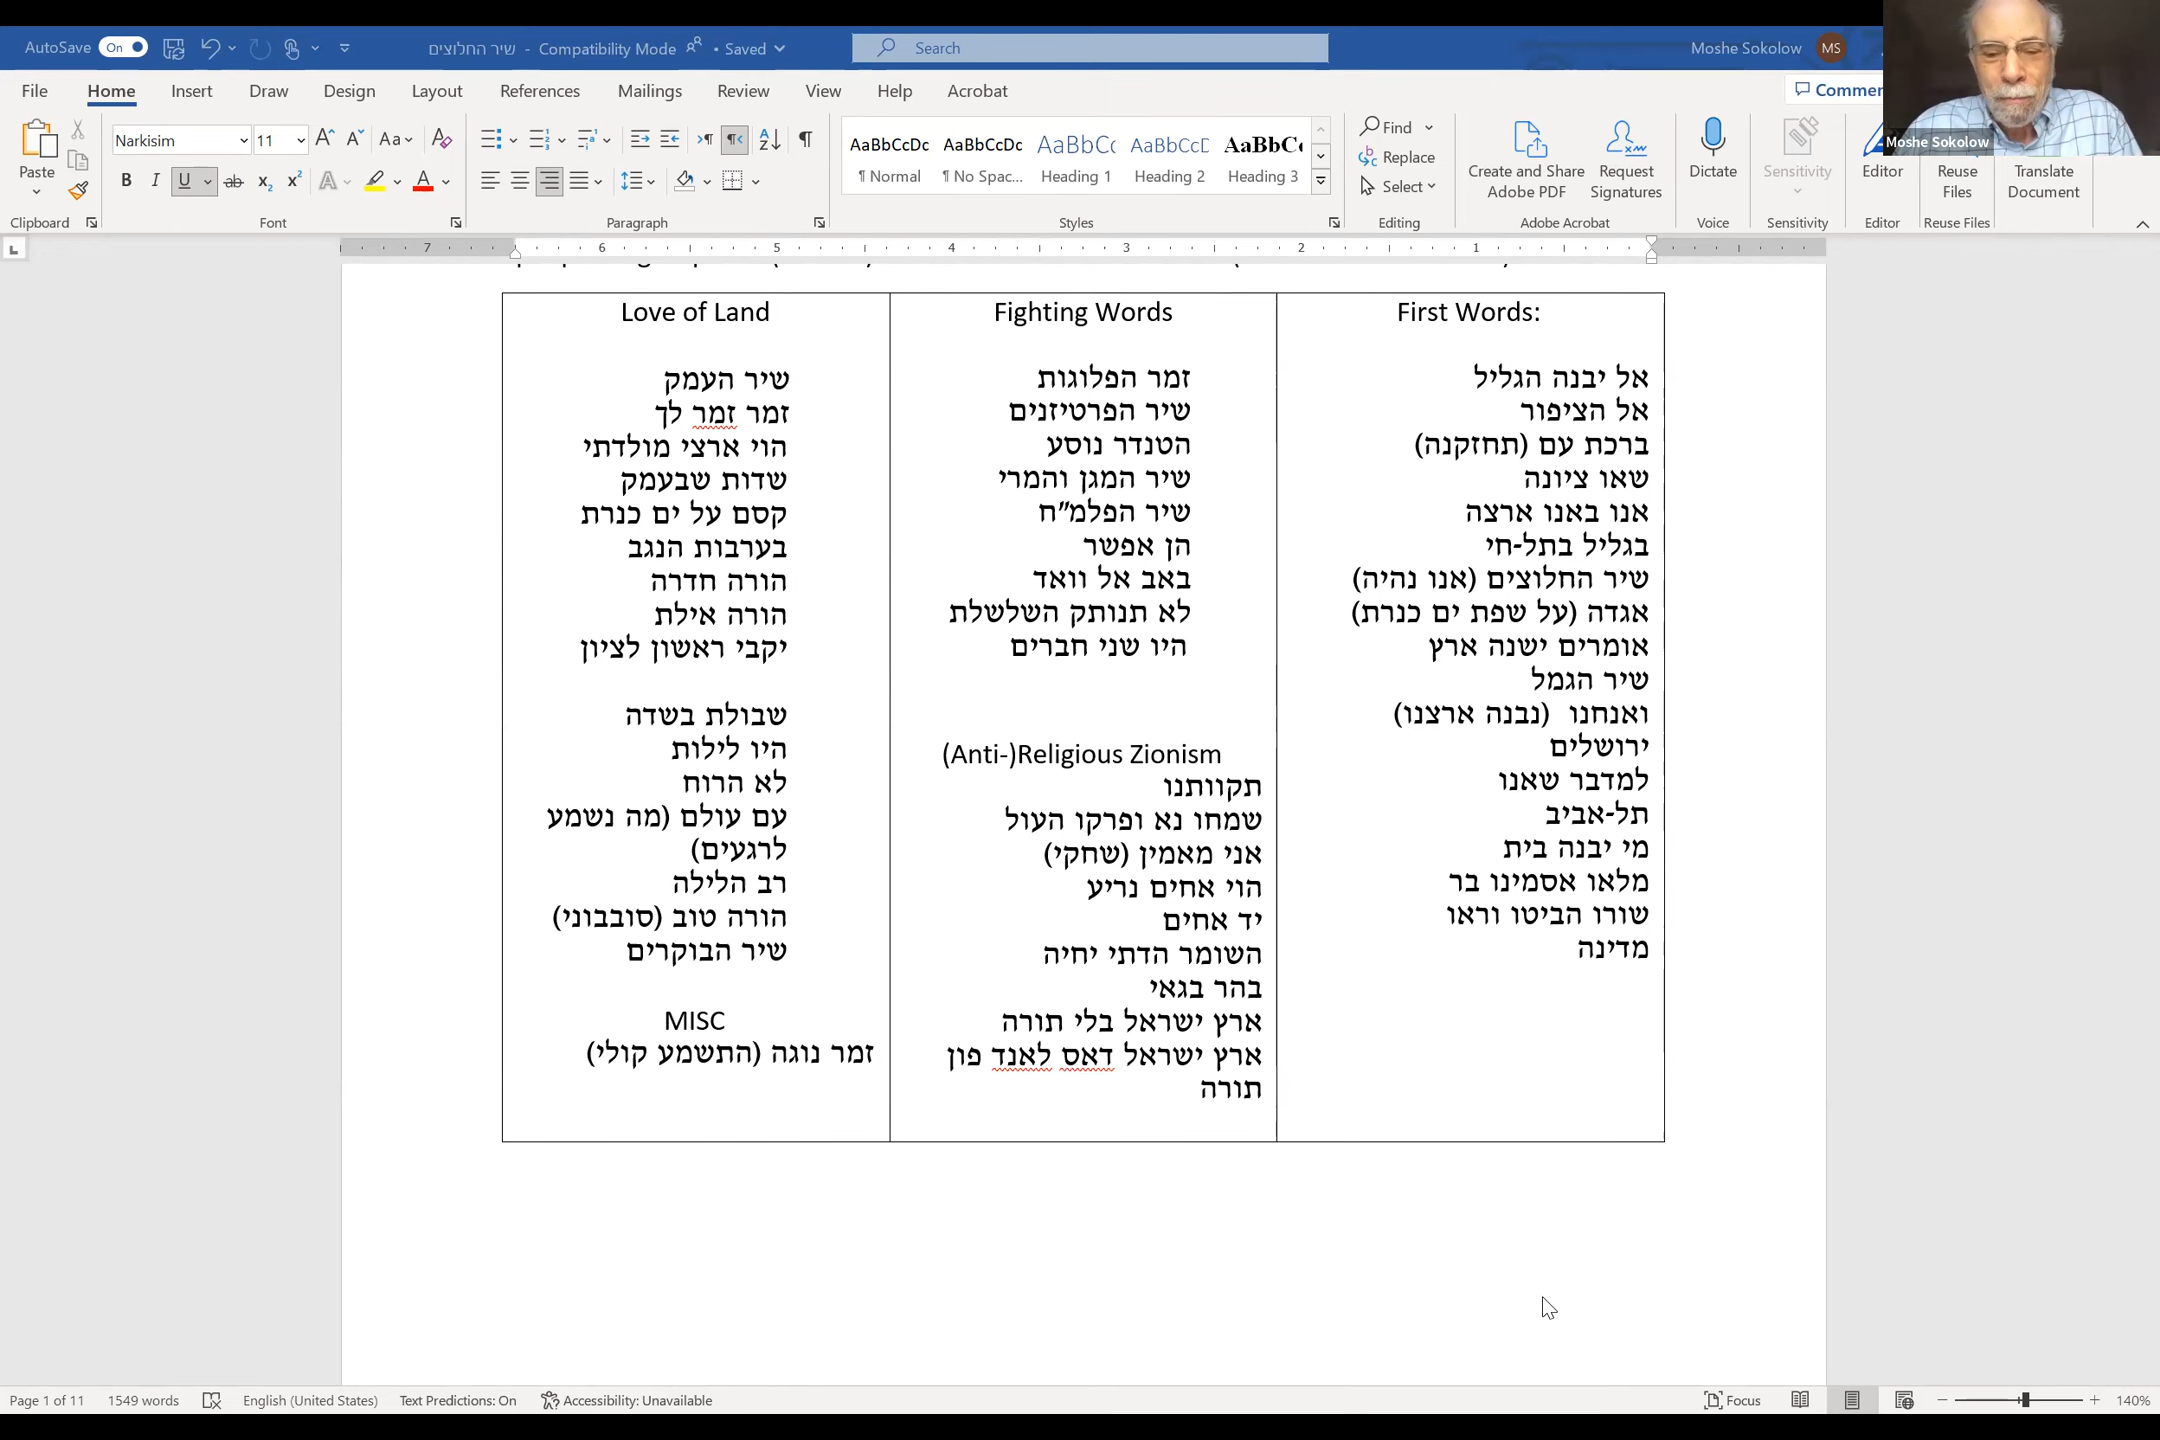 AutoSave On שיר החלוצים - Compatibility Mode • Saved Search Moshe Sokolow MS
File Home Insert Draw Design Layout References Mailings Review View Help Acrobat
Moshe Sokolow
Paste
Clipboard
Narkisim 11
Font
Paragraph
AaBbCcDc AaBbCcDc
¶ Normal ¶ No Spac... Heading 1 Heading 2 Heading 3
Styles
Find
Replace
Select
Editing
Create and Share
Adobe PDF
Request
Signatures
Adobe Acrobat
Dictate
Voice
Sensitivity
Sensitivity
Editor
Editor
Reuse
Files
Reuse Files
Translate
Document
7 6 5 4 3 2 1
First Words:
אל יבנה הגליל
אל הציפור
ברכת עם (תחזקנה)
שאו ציונה
אנו באנו ארצה
בגליל בתל-חי
שיר החלוצים (אנו נהיה)
אגדה (על שפת ים כנרת)
אומרים ישנה ארץ
שיר הגמל
ואנחנו (נבנה ארצנו)
ירושלים
למדבר שאנו
תל-אביב
מי יבנה בית
מלאו אסמינו בר
שורו הביטו וראו
מדינה
Fighting Words
זמר הפלוגות
שיר הפרטיזנים
הטנדר נוסע
שיר המגן והמרי
שיר הפלמ"ח
הן אפשר
באב אל וואד
לא תנותק השלשלת
היו שני חברים
(Anti-)Religious Zionism
תקוותנו
שמחו נא ופרקו העול
אני מאמין (שחקי)
הוי אחים נריע
יד אחים
השומר הדתי יחיה
בהר בגאי
ארץ ישראל בלי תורה
ארץ ישראל דאס לאנד פון
תורה
Love of Land
שיר העמק
זמר זמר לך
הוי ארצי מולדתי
שדות שבעמק
קסם על ים כנרת
בערבות הנגב
הורה חדרה
הורה אילת
יקבי ראשון לציון
שבולת בשדה
היו לילות
לא הרוח
עם עולם (מה נשמע
לרגעים)
רב הלילה
הורה טוב (סובבוני)
שיר הבוקרים
MISC
זמר נוגה (התשמע קולי)
Page 1 of 11 1549 words English (United States) Text Predictions: On Accessibility: Unavailable Focus 140%